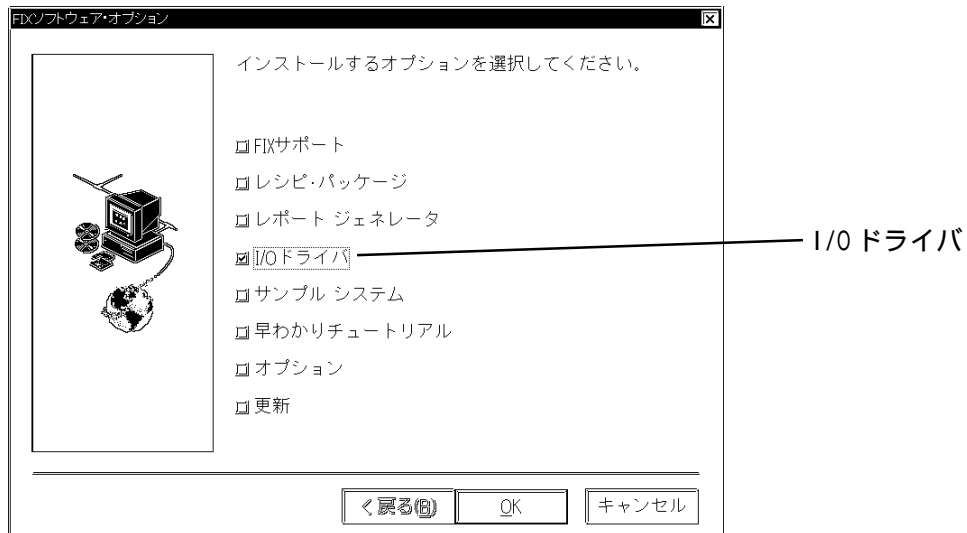 FIXソフトウェア・オプション
インストールするオプションを選択してください。
FIXサポート
レシピ・パッケージ
レポート ジェネレータ
I/Oドライバ
I/Oドライバ
サンプル システム
早わかりチュートリアル
オプション
更新
<戻る(B)
OK
キャンセル